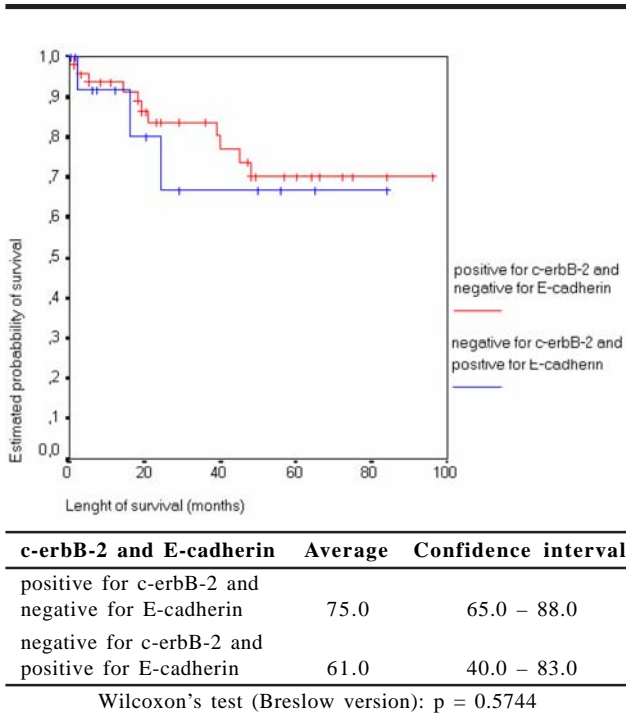 1,0
,9
,8
,7
,6
,5
,4
,3
,2
,1
0,0
Estimated probabbility of survival
0 20 40 60 80 100
Lenght of survival (months)
positive for c-erbB-2 and
negative for E-cadherin
negative for c-erbB-2 and
positive for E-cadherin
c-erbB-2 and E-cadherin Average Confidence interval
positive for c-erbB-2 and
negative for E-cadherin 75.0 65.0 – 88.0
negative for c-erbB-2 and
positive for E-cadherin 61.0 40.0 – 83.0
Wilcoxon's test (Breslow version): p = 0.5744